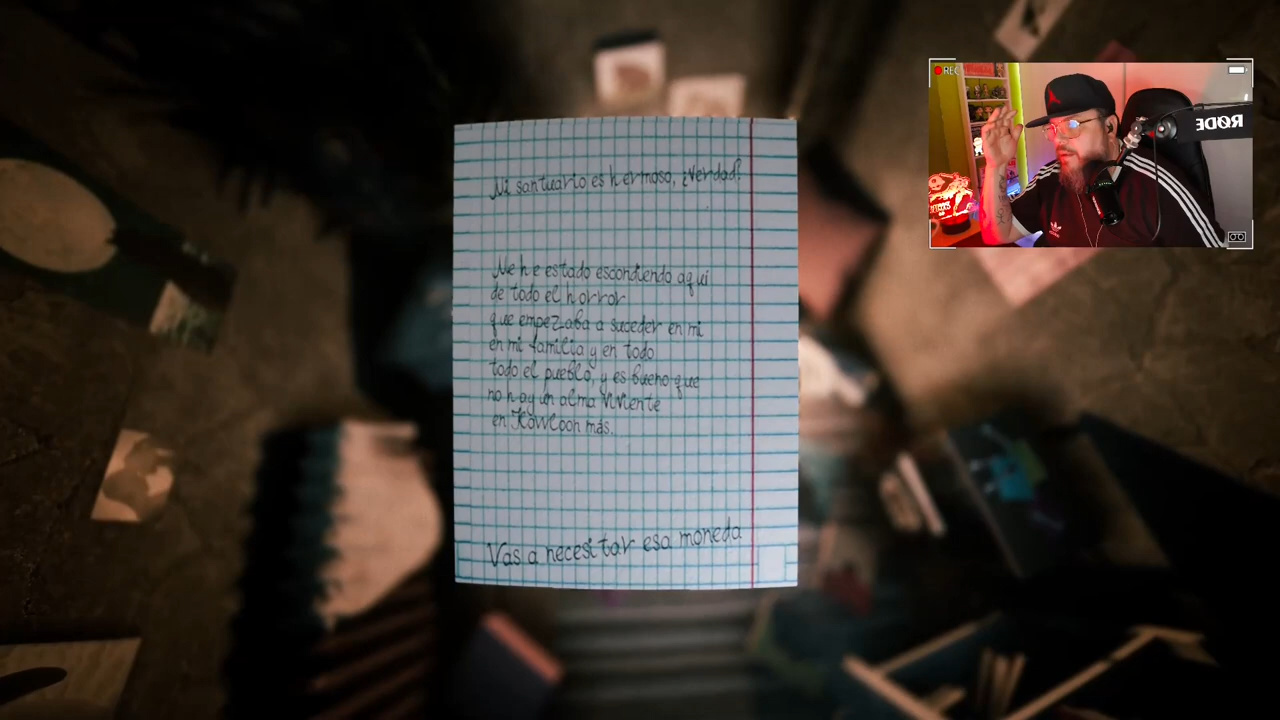 Mi santuario es hermoso, ¿Verdad?
Me he estado escondiendo aquí
de todo el horror
que empezaba a suceder en mi
en mi familia y en todo
todo el pueblo, y es bueno que
no hay un alma viviente
en Kowloon más.
Vas a necesitar esa moneda
REC
RØDE